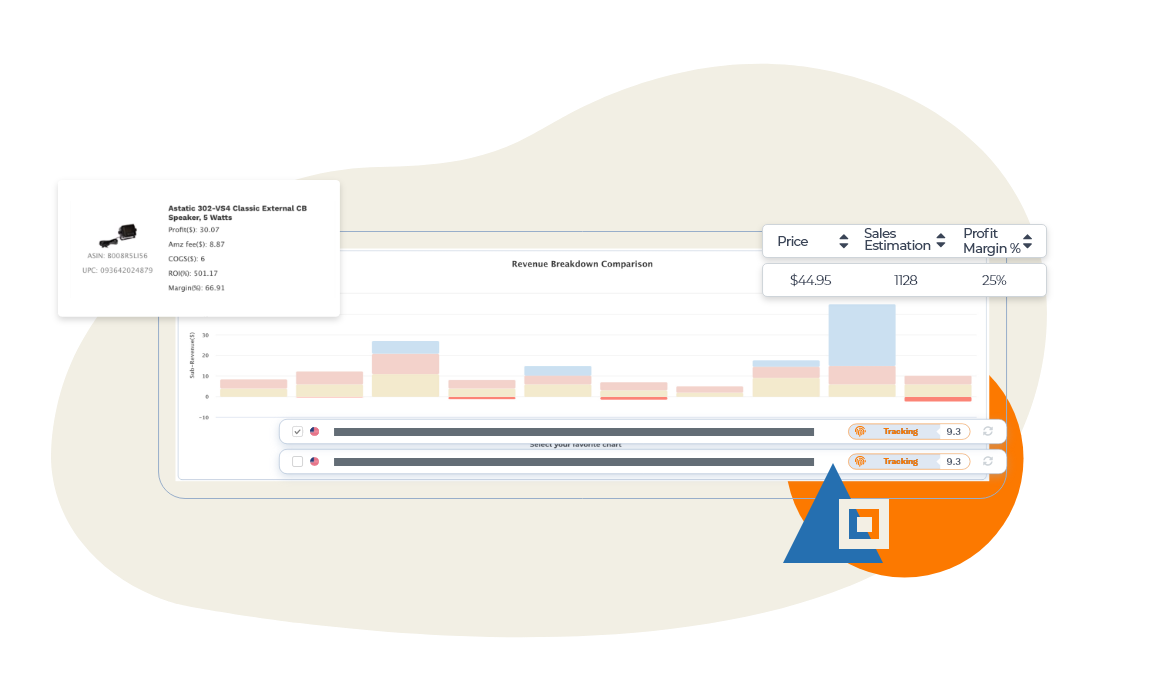 Astatic 302-VS4 Classic External CB
Speaker, 5 Watts
Profit($): 30.07
Amz fee($): 8.87
COGS($): 6
ROI(%): 501.17
Margin(%): 66.91
ASIN: B008R5LI56
UPC: 093642024879
Price
Sales
Estimation
Profit
Margin %
$44.95
1128
25%
Revenue Breakdown Comparison
Sub-Revenue($)
30
20
10
0
-10
Tracking
9.3
Select your favorite chart
Tracking
9.3